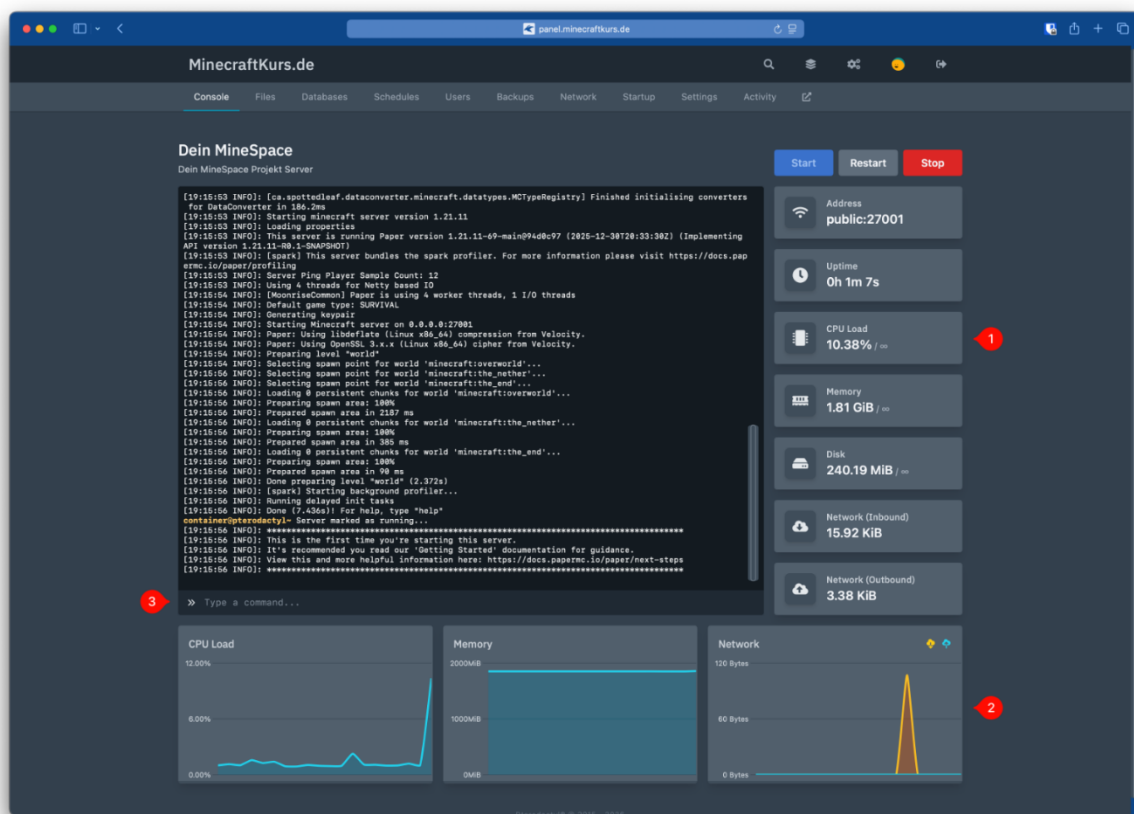 panel.minecraftkurs.de
MinecraftKurs.de
Console Files Databases Schedules Users Backups Network Startup Settings Activity
Dein MineSpace
Dein MineSpace Projekt Server
Start Restart Stop
[19:15:53 INFO]: [ca.spottedleaf.dataconverter.minecraft.datatypes.MCTypeRegistry] Finished initialising converters
for DataConverter in 186.2ms
[19:15:53 INFO]: Starting minecraft server version 1.21.11
[19:15:53 INFO]: Loading properties
[19:15:53 INFO]: This server is running Paper version 1.21.11-69-main@94d0c97 (2025-12-30T20:33:30Z) (Implementing
API version 1.21.11-R0.1-SNAPSHOT)
[19:15:53 INFO]: [spark] This server bundles the spark profiler. For more information please visit https://docs.pap
ermc.io/paper/profiling
[19:15:53 INFO]: Server Ping Player Sample Count: 12
[19:15:53 INFO]: Using 4 threads for Netty based IO
[19:15:54 INFO]: [MoonriseCommon] Paper is using 4 worker threads, 1 I/O threads
[19:15:54 INFO]: Default game type: SURVIVAL
[19:15:54 INFO]: Generating keypair
[19:15:54 INFO]: Starting Minecraft server on 0.0.0.0:27001
[19:15:54 INFO]: Paper: Using libdeflate (Linux x86_64) compression from Velocity.
[19:15:54 INFO]: Paper: Using OpenSSL 3.x.x (Linux x86_64) cipher from Velocity.
[19:15:54 INFO]: Preparing level "world"
[19:15:54 INFO]: Selecting spawn point for world 'minecraft:overworld'...
[19:15:56 INFO]: Selecting spawn point for world 'minecraft:the_nether'...
[19:15:56 INFO]: Selecting spawn point for world 'minecraft:the_end'...
[19:15:56 INFO]: Loading 0 persistent chunks for world 'minecraft:overworld'...
[19:15:56 INFO]: Preparing spawn area: 100%
[19:15:56 INFO]: Prepared spawn area in 2187 ms
[19:15:56 INFO]: Loading 0 persistent chunks for world 'minecraft:the_nether'...
[19:15:56 INFO]: Preparing spawn area: 100%
[19:15:56 INFO]: Prepared spawn area in 385 ms
[19:15:56 INFO]: Loading 0 persistent chunks for world 'minecraft:the_end'...
[19:15:56 INFO]: Preparing spawn area: 100%
[19:15:56 INFO]: Prepared spawn area in 90 ms
[19:15:56 INFO]: Done preparing level "world" (2.372s)
[19:15:56 INFO]: [spark] Starting background profiler...
[19:15:56 INFO]: Running delayed init tasks
[19:15:56 INFO]: Done (7.436s)! For help, type "help"
container@pterodactyl~ Server marked as running...
[19:15:56 INFO]: ************************************************************************************
[19:15:56 INFO]: This is the first time you're starting this server.
[19:15:56 INFO]: It's recommended you read our 'Getting Started' documentation for guidance.
[19:15:56 INFO]: View this and more helpful information here: https://docs.papermc.io/paper/next-steps
[19:15:56 INFO]: ************************************************************************************
3
» Type a command...
Address
public:27001
Uptime
0h 1m 7s
CPU Load
10.38% / ∞
1
Memory
1.81 GiB / ∞
Disk
240.19 MiB / ∞
Network (Inbound)
15.92 KiB
Network (Outbound)
3.38 KiB
CPU Load
12.00%
6.00%
0.00%
Memory
2000MiB
1000MiB
0MiB
Network
120 Bytes
60 Bytes
0 Bytes
2